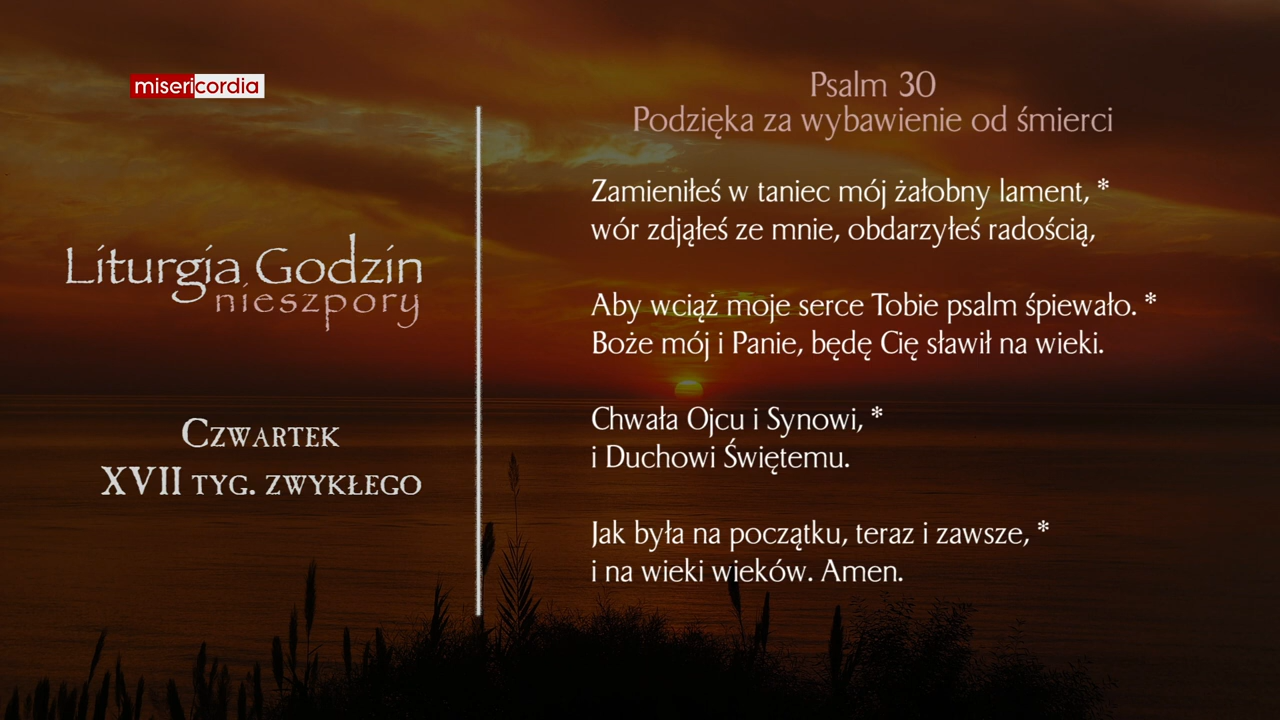 misericordia
Liturgia Godzin
nieszpory
Czwartek
XVII tyg. zwykłego
Psalm 30
Podzięka za wybawienie od śmierci
Zamieniłeś w taniec mój żałobny lament, *
wór zdjąłeś ze mnie, obdarzyłeś radością,
Aby wciąż moje serce Tobie psalm śpiewało. *
Boże mój i Panie, będę Cię sławił na wieki.
Chwała Ojcu i Synowi, *
i Duchowi Świętemu.
Jak była na początku, teraz i zawsze, *
i na wieki wieków. Amen.